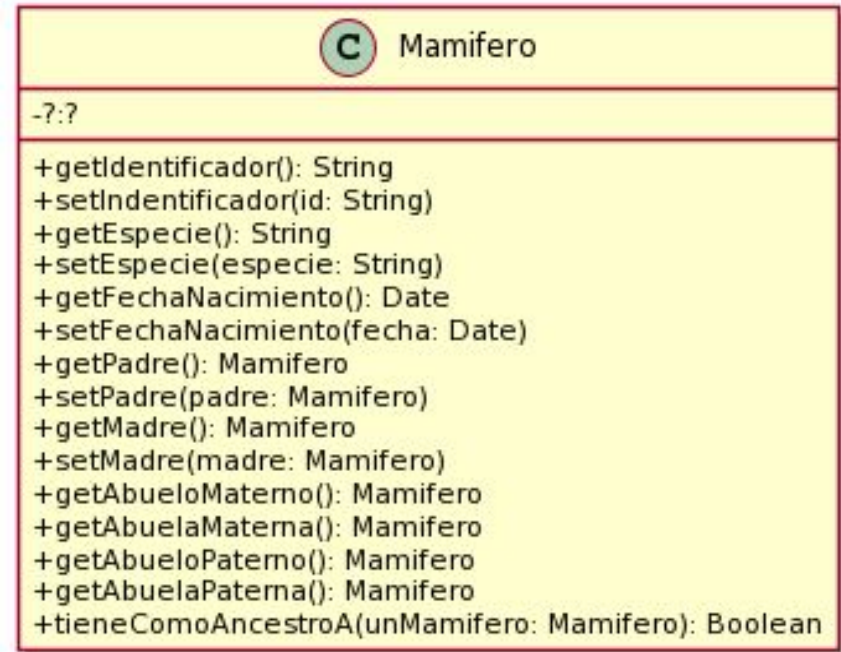 C Mamifero
-?:?
+getIdentificador(): String
+setIndentificador(id: String)
+getEspecie(): String
+setEspecie(especie: String)
+getFechaNacimiento(): Date
+setFechaNacimiento(fecha: Date)
+getPadre(): Mamifero
+setPadre(padre: Mamifero)
+getMadre(): Mamifero
+setMadre(madre: Mamifero)
+getAbueloMaterno(): Mamifero
+getAbuelaMaterna(): Mamifero
+getAbueloPaterno(): Mamifero
+getAbuelaPaterna(): Mamifero
+tieneComoAncestroA(unMamifero: Mamifero): Boolean